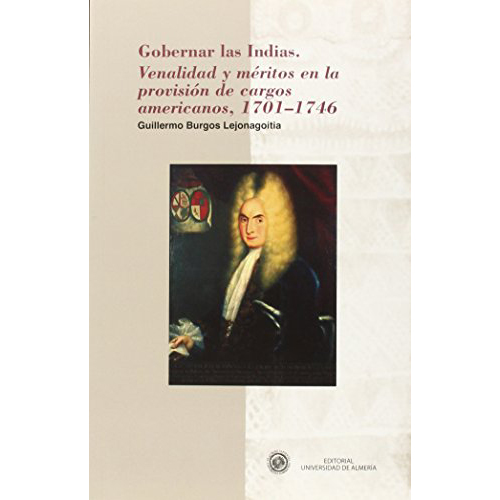 Gobernar las Indias.
Venalidad y méritos en la
provisión de cargos
americanos, 1701–1746
Guillermo Burgos Lejonagoitia
EDITORIAL
UNIVERSIDAD DE ALMERÍA